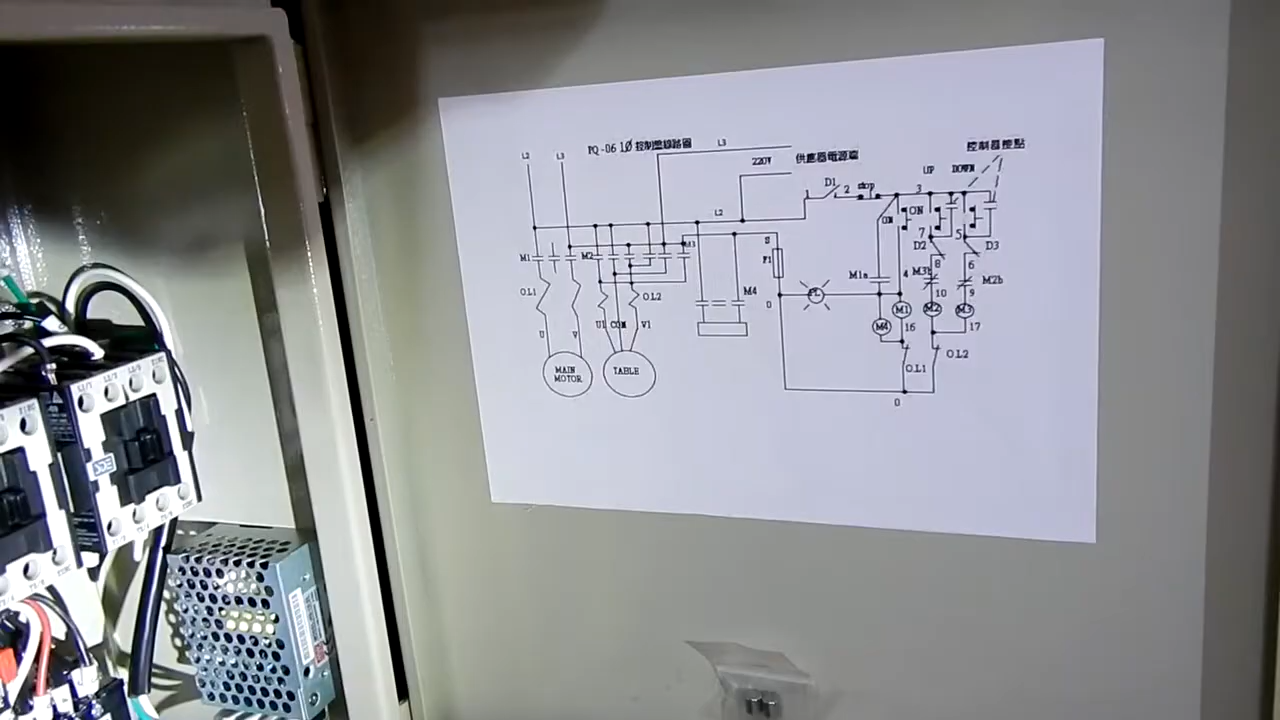 PQ-06 1Ø 控制盤線路圖
L3
供應器電源端
控制器接點
L2 L3
220V
UP DOWN
D1
1 2 stop 3
L2
ON ON
7 5
M1 M2 M3
S
F1
D2 D3
8 6
M1a 4 M3b M2b
O.L1 O.L2 M4
10 9
0 PL
M4 M1 M2 M3
U V U1 COM V1
16 17
MAIN
MOTOR
TABLE
O.L1 O.L2
0